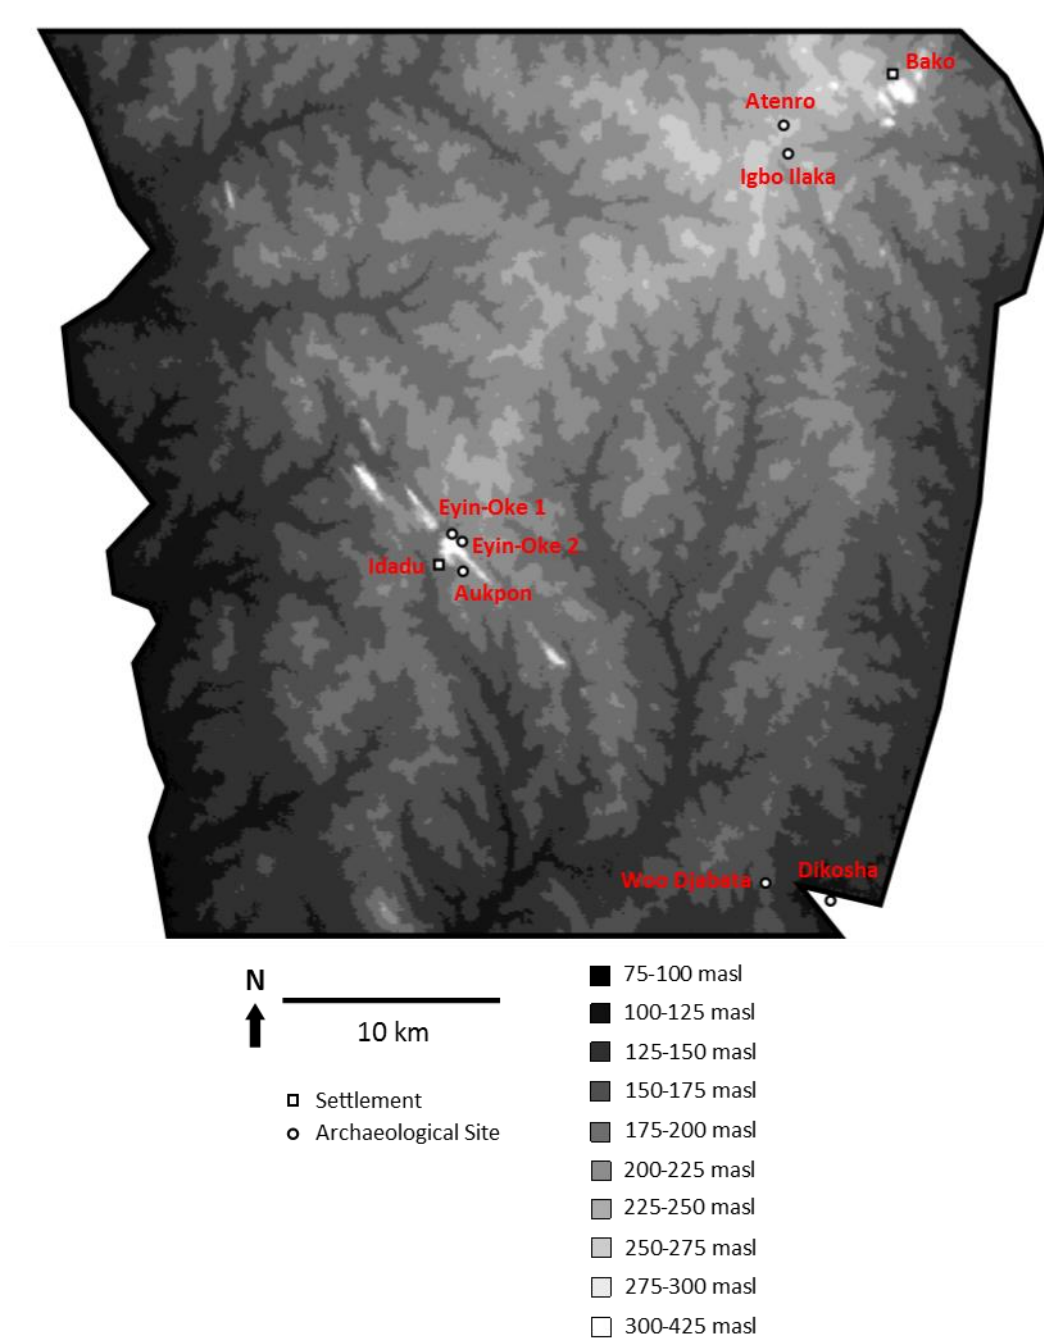 Bako
Atenro
Igbo Ilaka
Eyin-Oke 1
Eyin-Oke 2
Idadu
Aukpon
Woo Djabata
Dikosha
N
10 km
Settlement
Archaeological Site
75-100 masl
100-125 masl
125-150 masl
150-175 masl
175-200 masl
200-225 masl
225-250 masl
250-275 masl
275-300 masl
300-425 masl